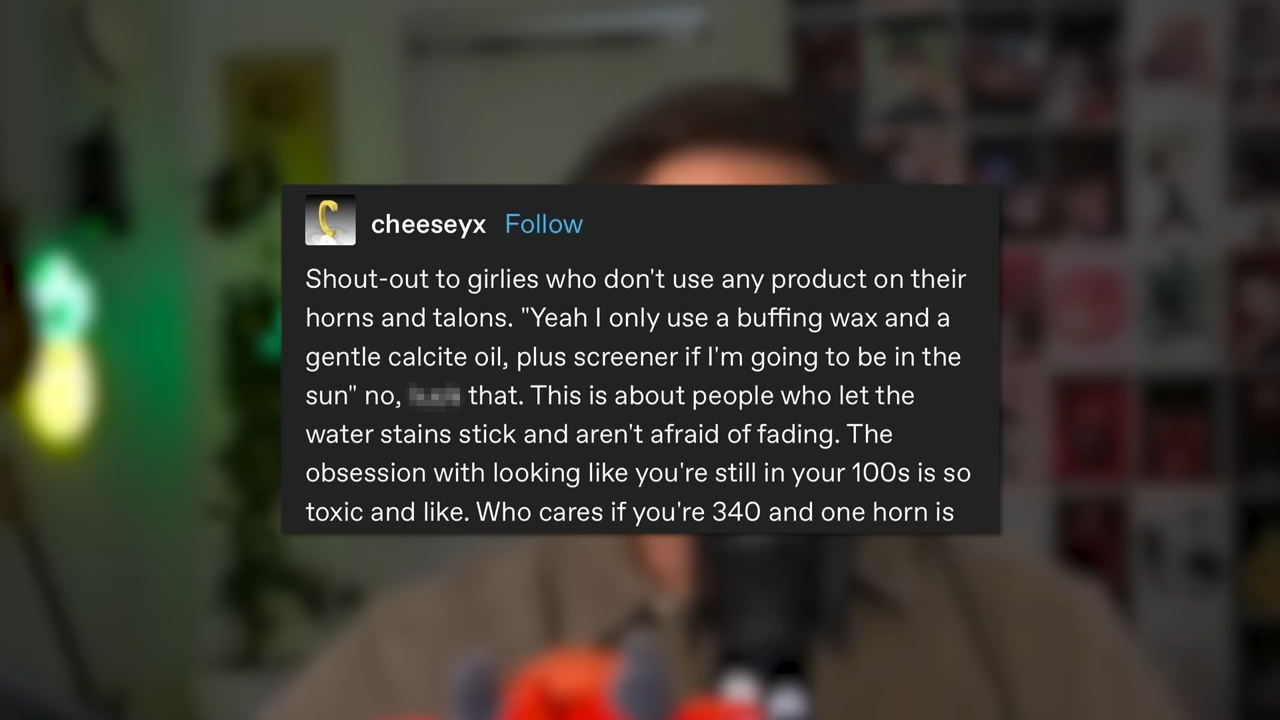 cheeseyx Follow
Shout-out to girlies who don't use any product on their
horns and talons. "Yeah I only use a buffing wax and a
gentle calcite oil, plus screener if I'm going to be in the
sun" no, that. This is about people who let the
water stains stick and aren't afraid of fading. The
obsession with looking like you're still in your 100s is so
toxic and like. Who cares if you're 340 and one horn is